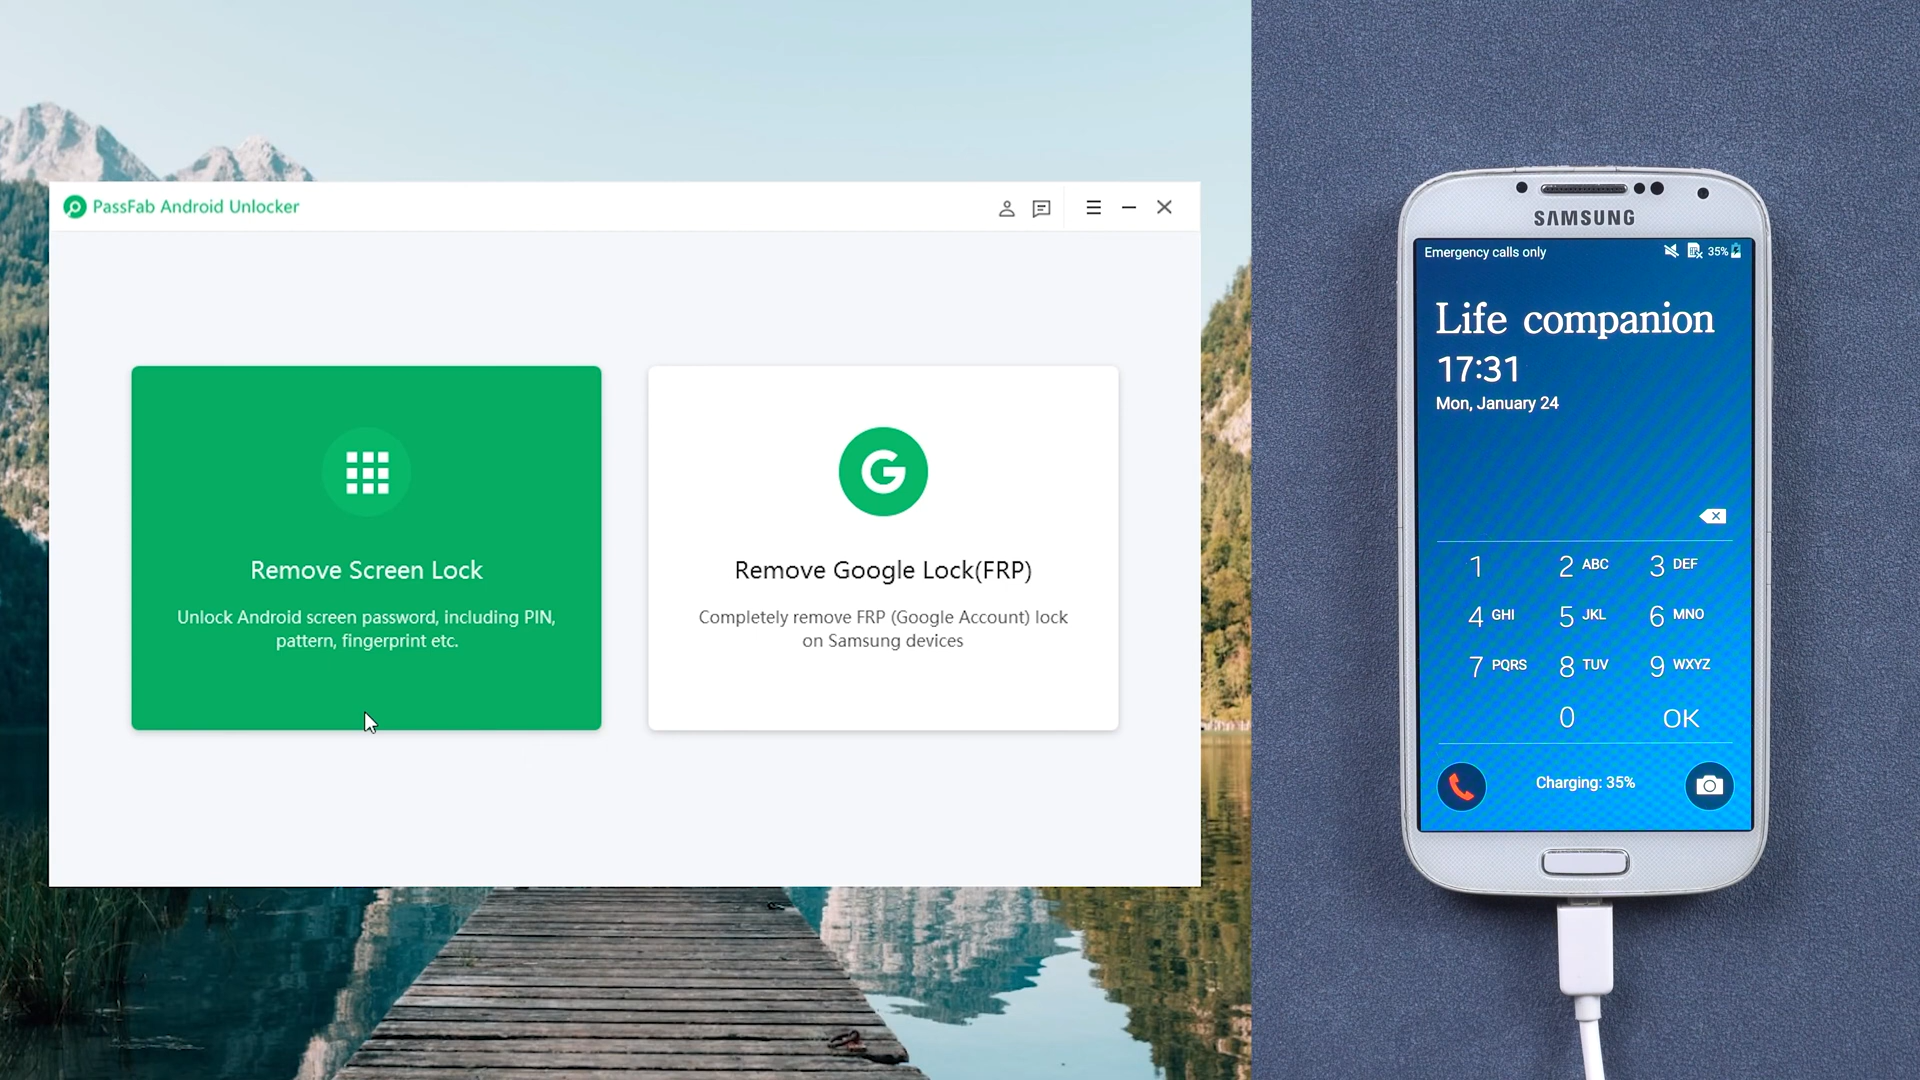 PassFab Android Unlocker
Remove Screen Lock
Unlock Android screen password, including PIN,
pattern, fingerprint etc.
Remove Google Lock(FRP)
Completely remove FRP (Google Account) lock
on Samsung devices
SAMSUNG
Emergency calls only
35%
Life companion
17:31
Mon, January 24
1
2 ABC
3 DEF
4 GHI
5 JKL
6 MNO
7 PQRS
8 TUV
9 WXYZ
0
OK
Charging: 35%